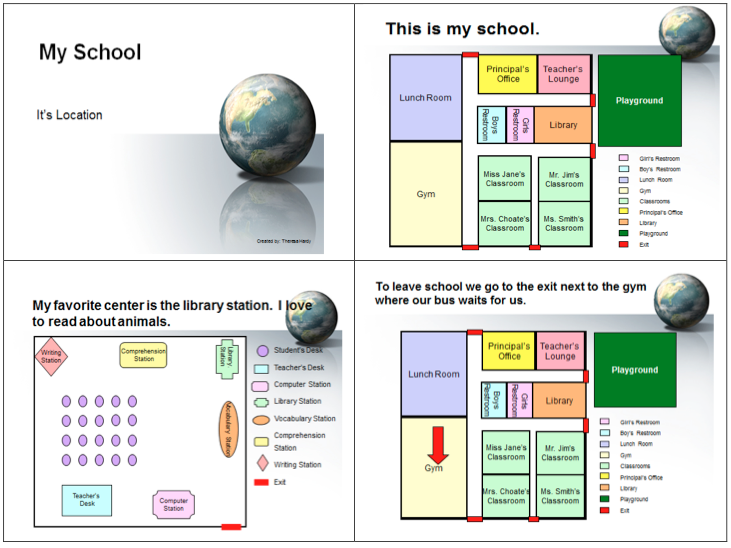 My School
It's Location
Created by: Theresa Hardy
This is my school.
Lunch Room
Principal's
Office
Teacher's
Lounge
Playground
Boys
Restroom
Girls
Restroom
Library
Gym
Miss Jane's
Classroom
Mr. Jim's
Classroom
Mrs. Choate's
Classroom
Ms. Smith's
Classroom
Girl's Restroom
Boy's Restroom
Lunch Room
Gym
Classrooms
Principal's Office
Library
Playground
Exit
My favorite center is the library station. I love
to read about animals.
Writing
Station
Comprehension
Station
Library
Station
Vocabulary Station
Teacher's
Desk
Computer
Station
Student's Desk
Teacher's Desk
Computer Station
Library Station
Vocabulary Station
Comprehension
Station
Writing Station
Exit
To leave school we go to the exit next to the gym
where our bus waits for us.
Lunch Room
Principal's
Office
Teacher's
Lounge
Playground
Boys
Restroom
Girls
Restroom
Library
Gym
Miss Jane's
Classroom
Mr. Jim's
Classroom
Mrs. Choate's
Classroom
Ms. Smith's
Classroom
Girl's Restroom
Boy's Restroom
Lunch Room
Gym
Classrooms
Principal's Office
Library
Playground
Exit